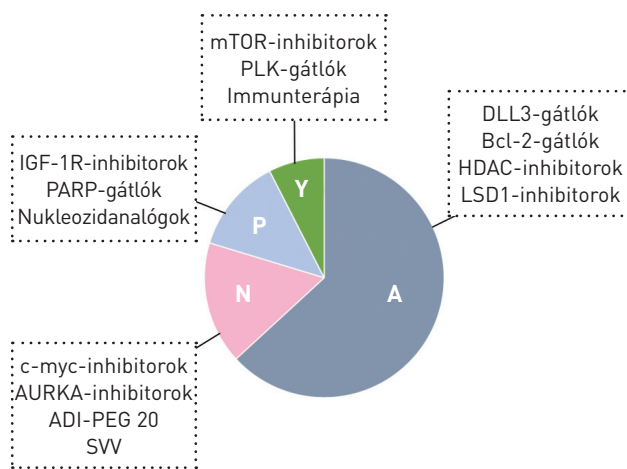 mTOR-inhibitorok
PLK-gátlók
Immunterápia
DLL3-gátlók
Bcl-2-gátlók
HDAC-inhibitorok
LSD1-inhibitorok
IGF-1R-inhibitorok
PARP-gátlók
Nukleozidanalógok
Y
P
N
A
c-myc-inhibitorok
AURKA-inhibitorok
ADI-PEG 20
SVV